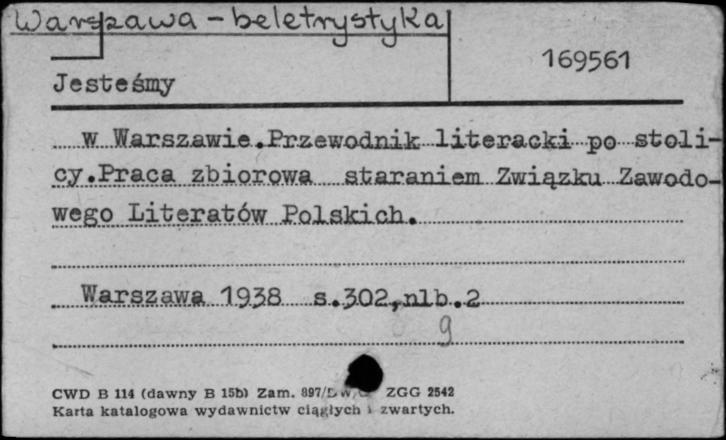 Warszawa - beletrystyka
169561
Jesteśmy
w Warszawie.Przewodnik literacki po stoli-
cy.Praca zbiorowa staraniem Związku Zawodo-
wego Literatów Polskich.
Warszawa 1938 s.302,nlb.2
9
CWD B 114 (dawny B 15b) Zam. 897/ ZGG 2542
Karta katalogowa wydawnictw ciągłych i zwartych.